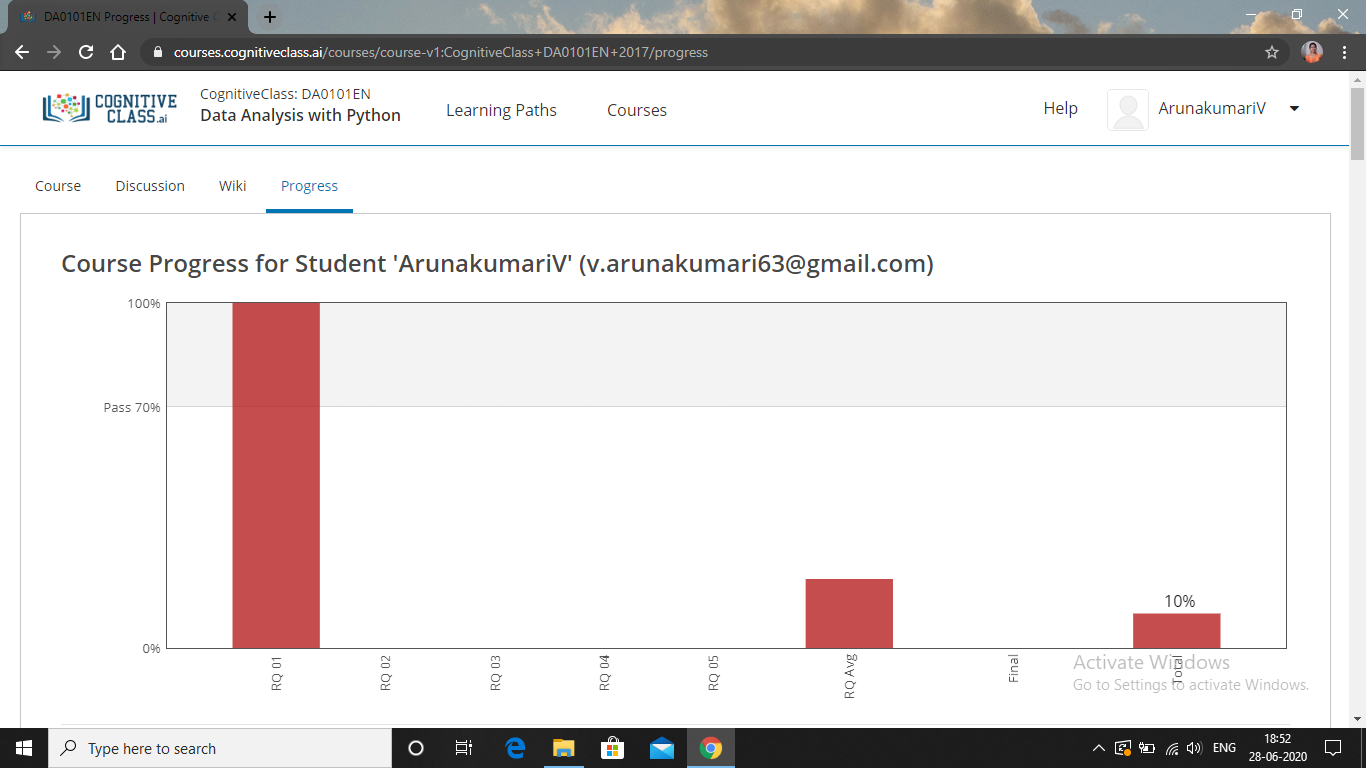 DA0101EN Progress | Cognitive C
courses.cognitiveclass.ai/courses/course-v1:CognitiveClass+DA0101EN+2017/progress
COGNITIVE
CLASS.ai
CognitiveClass: DA0101EN
Data Analysis with Python
Learning Paths
Courses
Help
ArunakumariV
Course
Discussion
Wiki
Progress
Course Progress for Student 'ArunakumariV' (v.arunakumari63@gmail.com)
100%
Pass 70%
0%
10%
RQ 01
RQ 02
RQ 03
RQ 04
RQ 05
RQ Avg
Final
Total
Activate Windows
Go to Settings to activate Windows.
Type here to search
ENG
18:52
28-06-2020